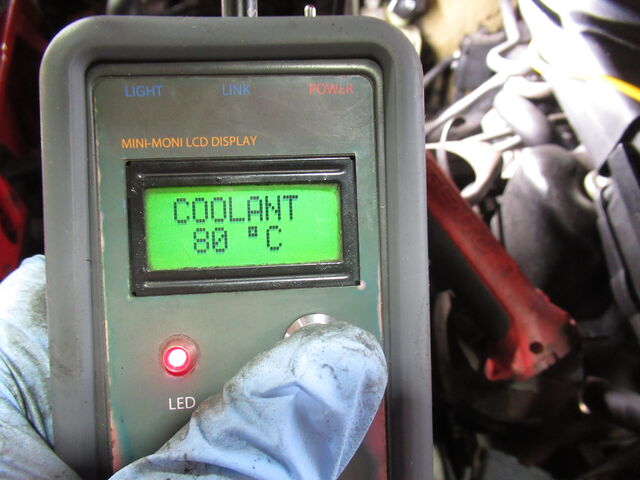 LIGHT LINK POWER
MINI-MONI LCD DISPLAY
COOLANT
80 °C
LED